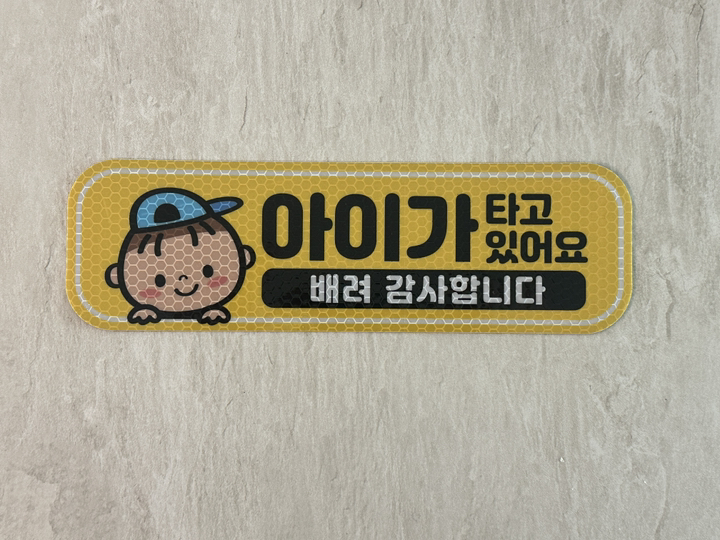 아이가 타고
있어요
배려 감사합니다